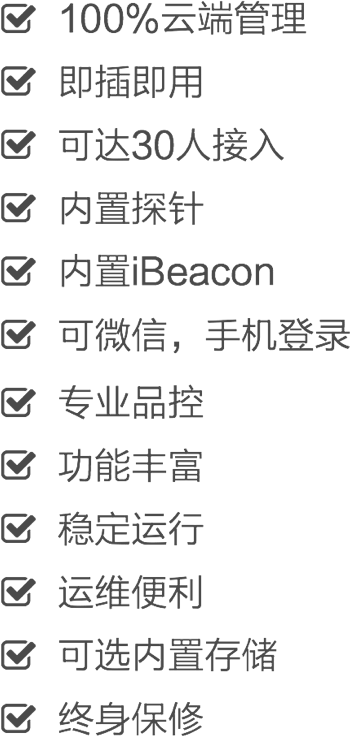 100%云端管理
即插即用
可达30人接入
内置探针
内置iBeacon
可微信，手机登录
专业品控
功能丰富
稳定运行
运维便利
可选内置存储
终身保修